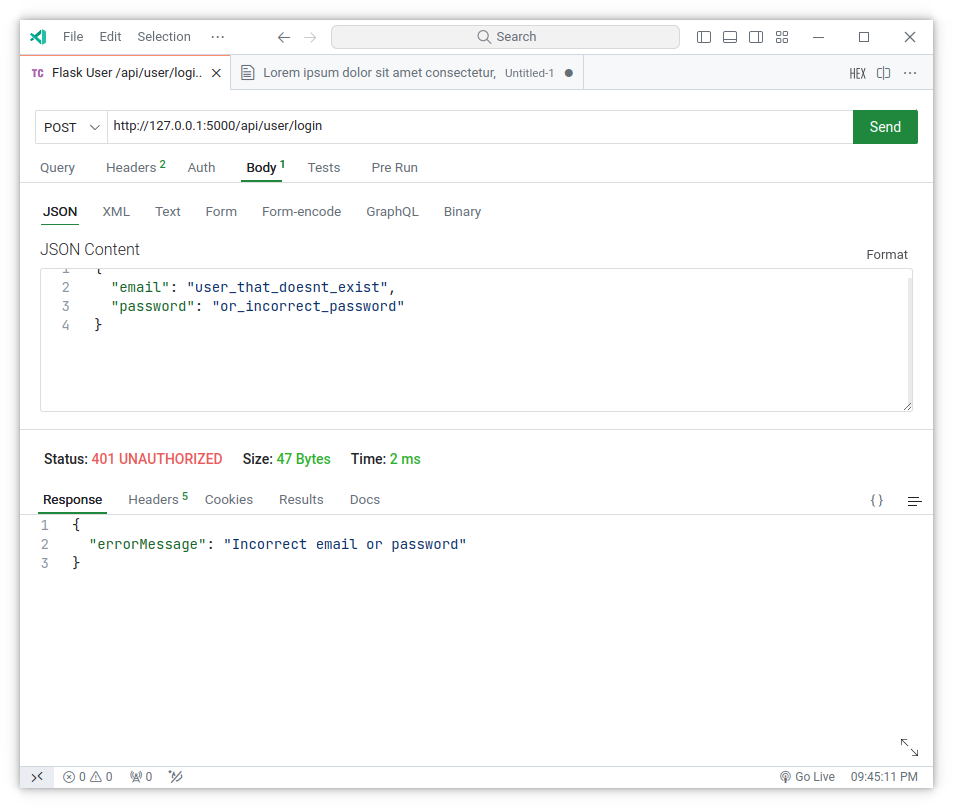 File Edit Selection ··· Search
TC Flask User /api/user/logi.. Lorem ipsum dolor sit amet consectetur, Untitled-1 HEX ···
POST http://127.0.0.1:5000/api/user/login Send
Query Headers 2 Auth Body 1 Tests Pre Run
JSON XML Text Form Form-encode GraphQL Binary
JSON Content
Format
1 {
2 "email": "user_that_doesnt_exist",
3 "password": "or_incorrect_password"
4 }
Status: 401 UNAUTHORIZED Size: 47 Bytes Time: 2 ms
Response Headers 5 Cookies Results Docs { }
1 {
2 "errorMessage": "Incorrect email or password"
3 }
0 0 0 Go Live 09:45:11 PM